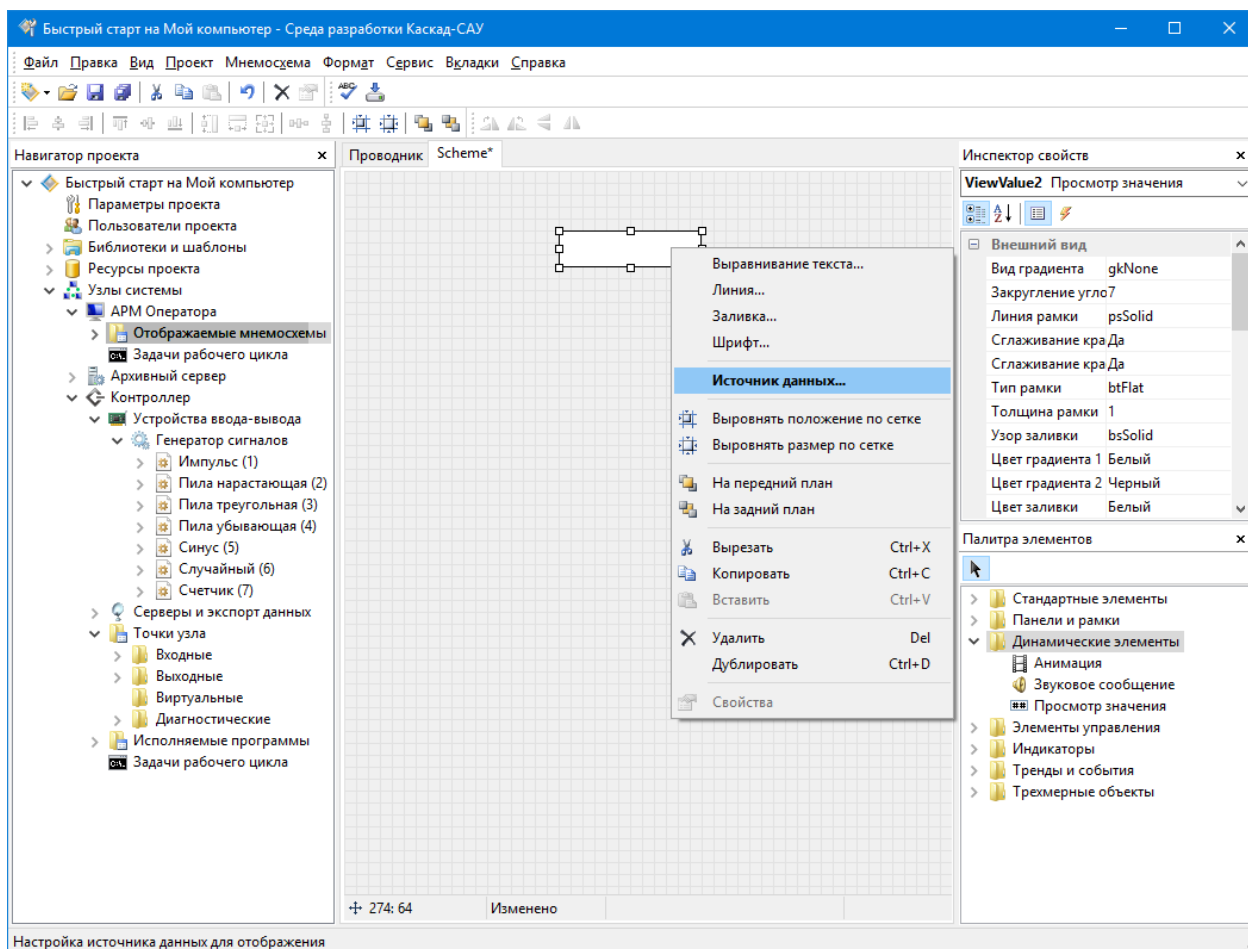 Быстрый старт на Мой компьютер - Среда разработки Каскад-САУ
Файл Правка Вид Проект Мнемосхема Формат Сервис Вкладки Справка
Навигатор проекта
Быстрый старт на Мой компьютер
Параметры проекта
Пользователи проекта
Библиотеки и шаблоны
Ресурсы проекта
Узлы системы
АРМ Оператора
Отображаемые мнемосхемы
Задачи рабочего цикла
Архивный сервер
Контроллер
Устройства ввода-вывода
Генератор сигналов
Импульс (1)
Пила нарастающая (2)
Пила треугольная (3)
Пила убывающая (4)
Синус (5)
Случайный (6)
Счетчик (7)
Серверы и экспорт данных
Точки узла
Входные
Выходные
Виртуальные
Диагностические
Исполняемые программы
Задачи рабочего цикла
Проводник Scheme*
Выравнивание текста...
Линия...
Заливка...
Шрифт...
Источник данных...
Выровнять положение по сетке
Выровнять размер по сетке
На передний план
На задний план
Вырезать Ctrl+X
Копировать Ctrl+C
Вставить Ctrl+V
Удалить Del
Дублировать Ctrl+D
Свойства
274: 64 Изменено
Инспектор свойств
ViewValue2 Просмотр значения
Внешний вид
Вид градиента gkNone
Закругление угло 7
Линия рамки psSolid
Сглаживание кра Да
Сглаживание кра Да
Тип рамки btFlat
Толщина рамки 1
Узор заливки bsSolid
Цвет градиента 1 Белый
Цвет градиента 2 Черный
Цвет заливки Белый
Палитра элементов
Стандартные элементы
Панели и рамки
Динамические элементы
Анимация
Звуковое сообщение
Просмотр значения
Элементы управления
Индикаторы
Тренды и события
Трехмерные объекты
Настройка источника данных для отображения